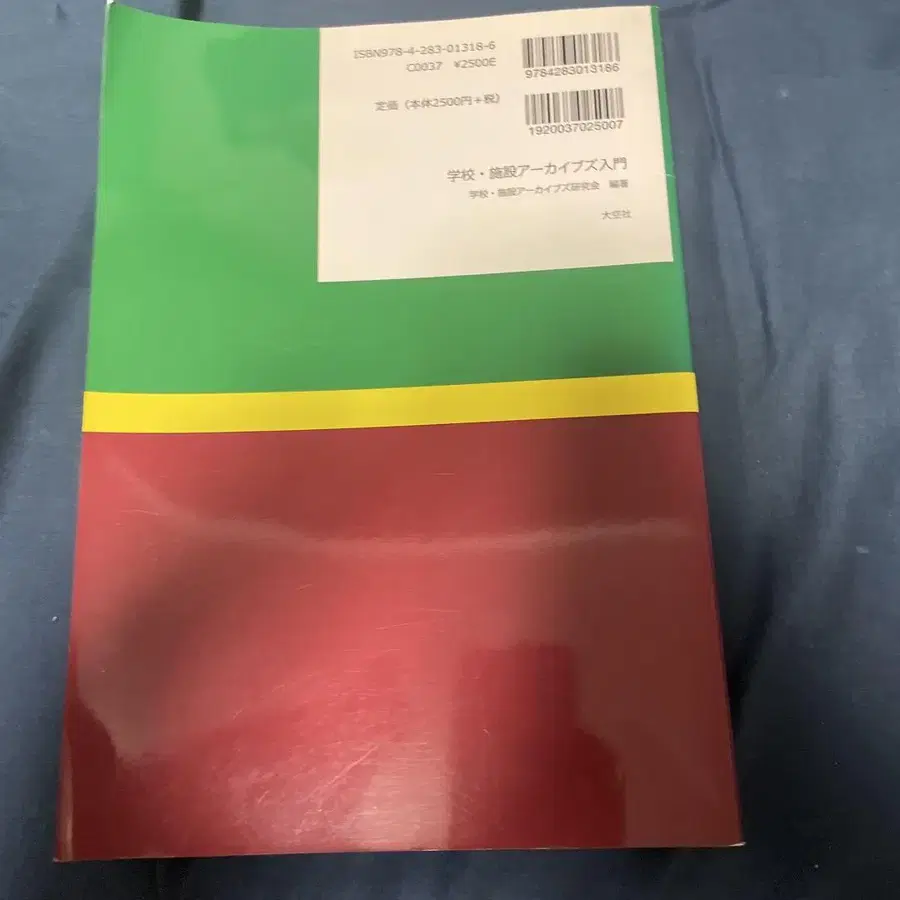 ISBN978-4-283-01318-6
C0037 ¥2500E
定価（本体2500円＋税）
9784283013186
1920037025007
学校・施設アーカイブズ入門
学校・施設アーカイブズ研究会 編著
大空社